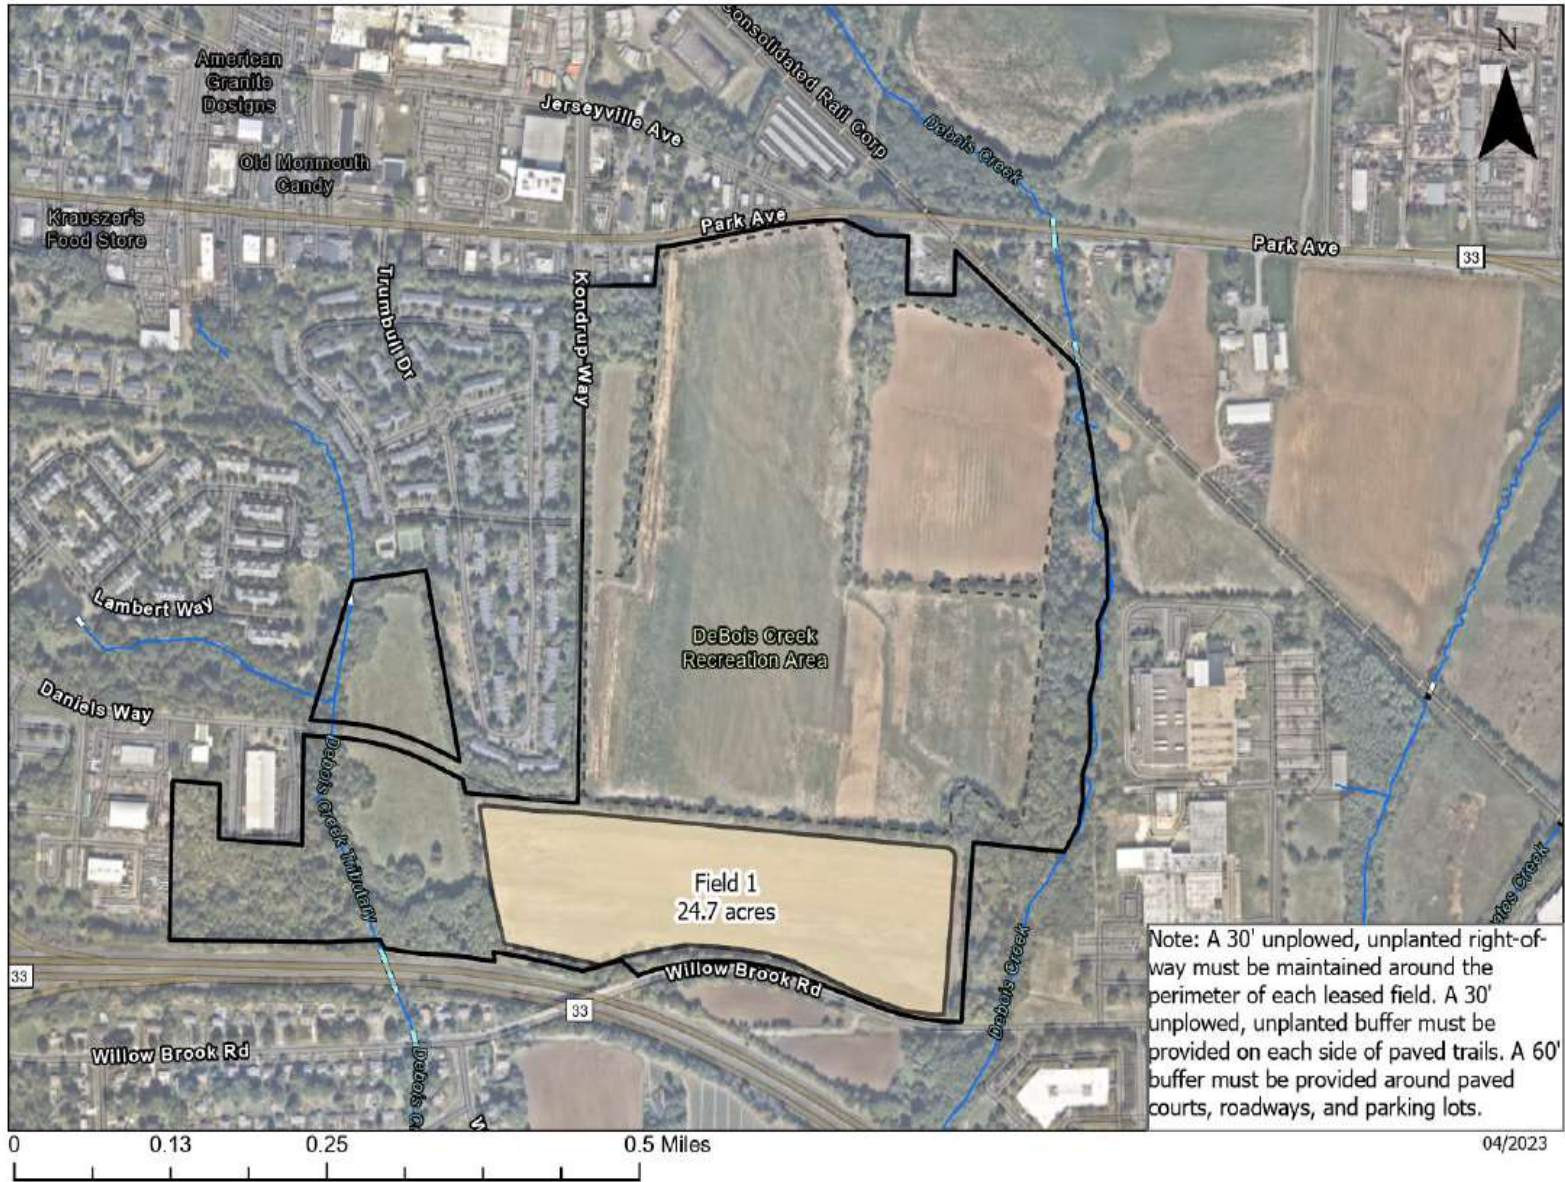 Consolidated Rail Corp
N
American
Granite
Dosigns
Jerseyville Ave
Debois Creek
Old Monmouth
Candy
Krauszer's
Food Store
Park Ave
Park Ave
33
Trumbull Dr
Kondrup Way
Lambert Way
DeBois Creek
Recreation Area
Daniels Way
Debois Creek Tributary
Field 1
24.7 acres
Willow Brook Rd
Debois Creek
33
33
Willow Brook Rd
Debois C
W
Creek
Note: A 30' unplowed, unplanted right-of-
way must be maintained around the
perimeter of each leased field. A 30'
unplowed, unplanted buffer must be
provided on each side of paved trails. A 60'
buffer must be provided around paved
courts, roadways, and parking lots.
0 0.13 0.25 0.5 Miles
04/2023